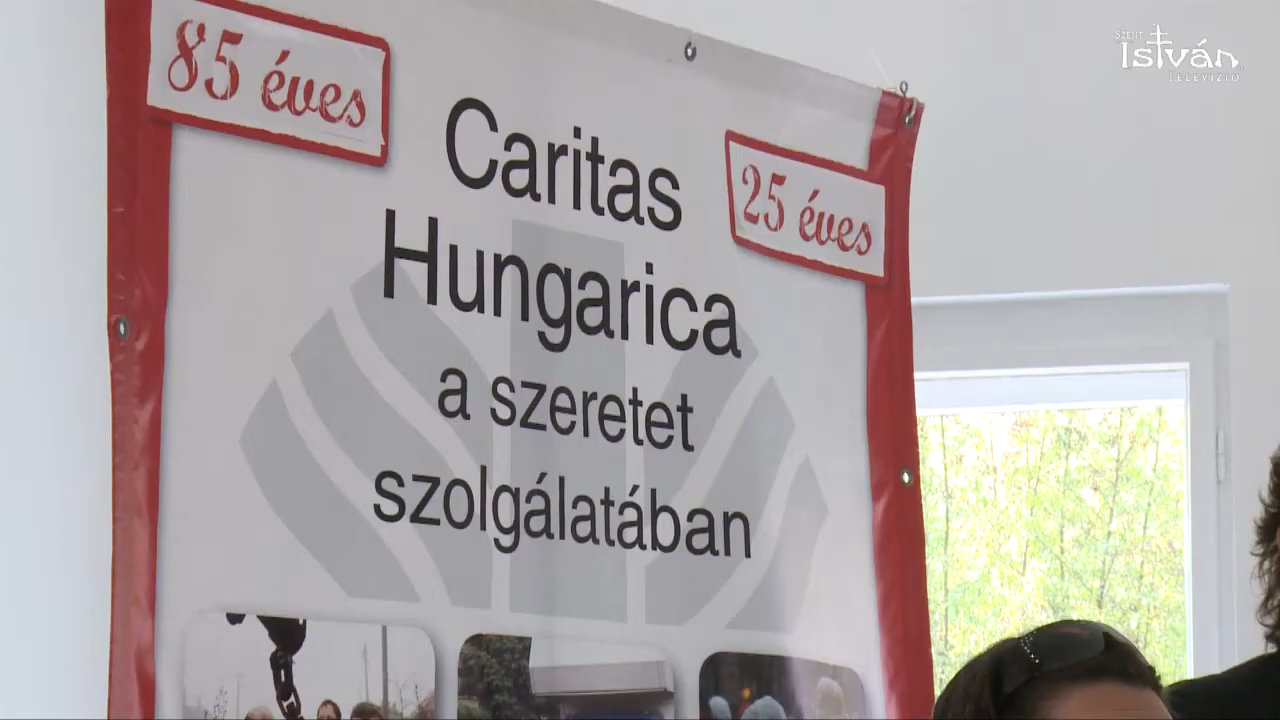 85 éves
Caritas
25 éves
Hungarica
a szeretet
szolgálatában
SZENT
ISTVÁN
TELEVÍZIÓ